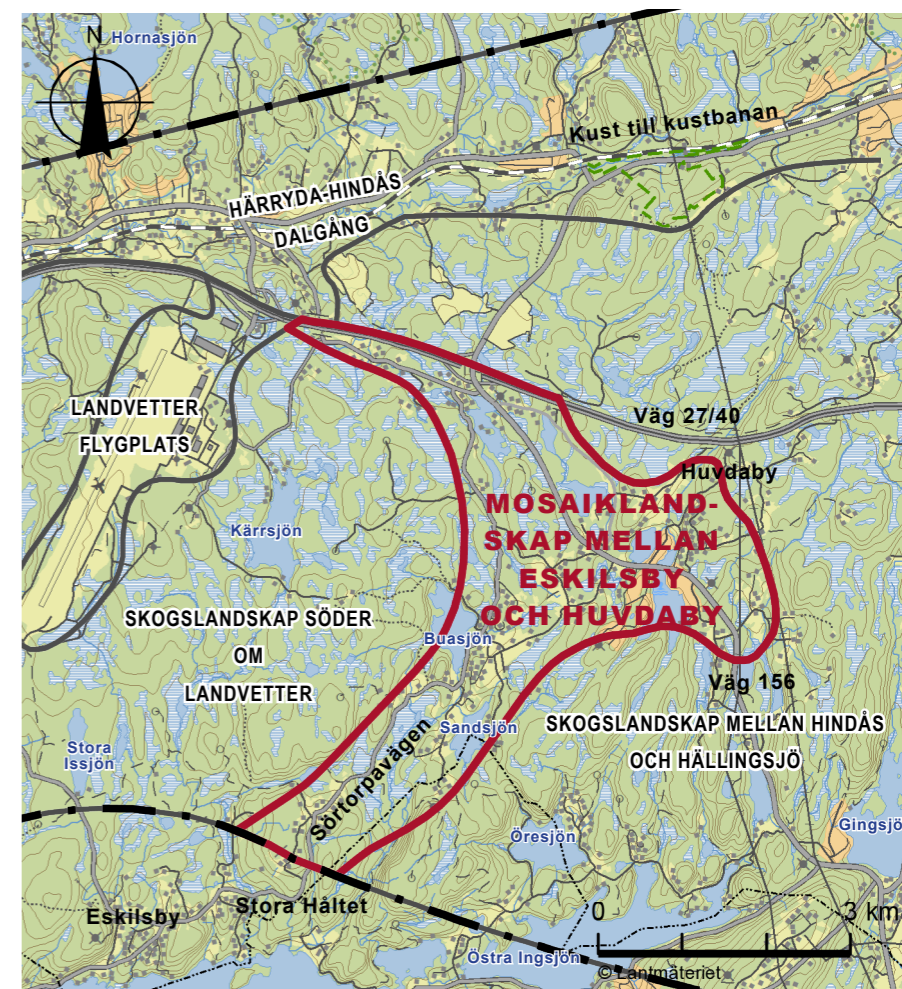 N
Hornasjön
Kust till kustbanan
HÄRRYDA-HINDÅS
DALGÅNG
LANDVETTER
FLYGPLATS
Väg 27/40
Huvdaby
MOSAIKLAND-
SKAP MELLAN
ESKILSBY
OCH HUVDABY
Kärrsjön
SKOGSLANDSKAP SÖDER
OM
LANDVETTER
Buasjön
Väg 156
Sandsjön
SKOGSLANDSKAP MELLAN HINDÅS
OCH HÄLLINGSJÖ
Stora
Issjön
Sörtorpavägen
Öresjön
Gingsjö
Eskilsby
Stora Håltet
0
3 km
Östra Ingsjön
© Lantmäteriet